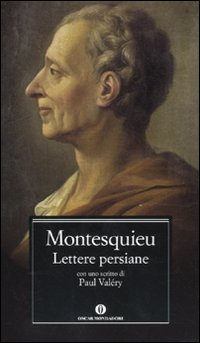 Montesquieu
Lettere persiane
con uno scritto di
Paul Valéry
OSCAR MONDADORI